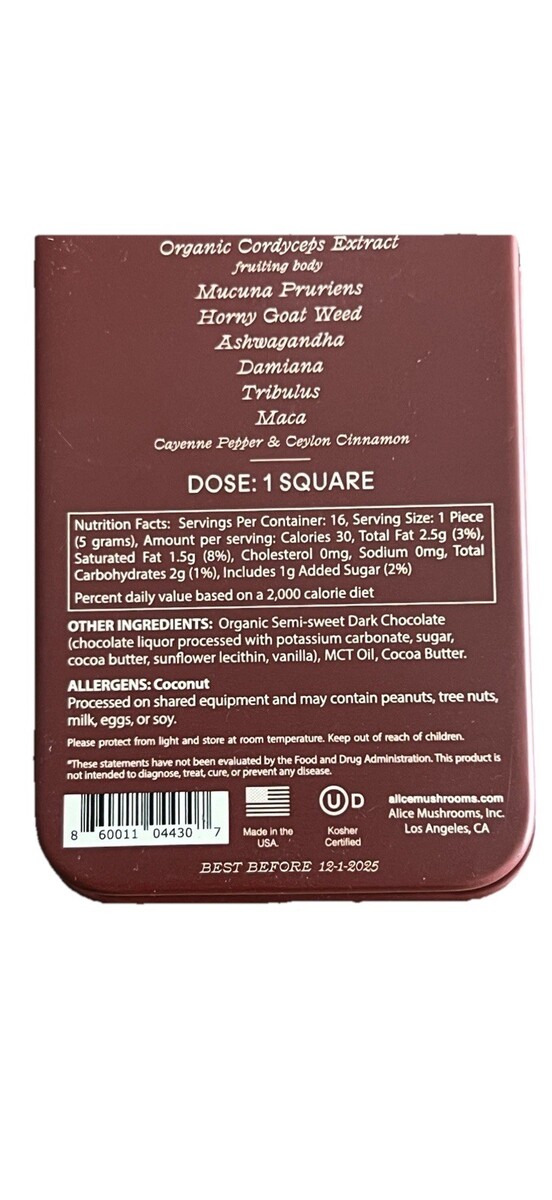 Organic Cordyceps Extract
fruiting body
Mucuna Pruriens
Horny Goat Weed
Ashwagandha
Damiana
Tribulus
Maca
Cayenne Pepper & Ceylon Cinnamon
DOSE: 1 SQUARE
Nutrition Facts: Servings Per Container: 16, Serving Size: 1 Piece
(5 grams), Amount per serving: Calories 30, Total Fat 2.5g (3%),
Saturated Fat 1.5g (8%), Cholesterol 0mg, Sodium 0mg, Total
Carbohydrates 2g (1%), Includes 1g Added Sugar (2%)
Percent daily value based on a 2,000 calorie diet
OTHER INGREDIENTS: Organic Semi-sweet Dark Chocolate
(chocolate liquor processed with potassium carbonate, sugar,
cocoa butter, sunflower lecithin, vanilla), MCT Oil, Cocoa Butter.
ALLERGENS: Coconut
Processed on shared equipment and may contain peanuts, tree nuts,
milk, eggs, or soy.
Please protect from light and store at room temperature. Keep out of reach of children.
*These statements have not been evaluated by the Food and Drug Administration. This product is
not intended to diagnose, treat, cure, or prevent any disease.
8 60011 04430 7
Made in the
USA.
U D
Kosher
Certified
alicemushrooms.com
Alice Mushrooms, Inc.
Los Angeles, CA
BEST BEFORE 12-1-2025